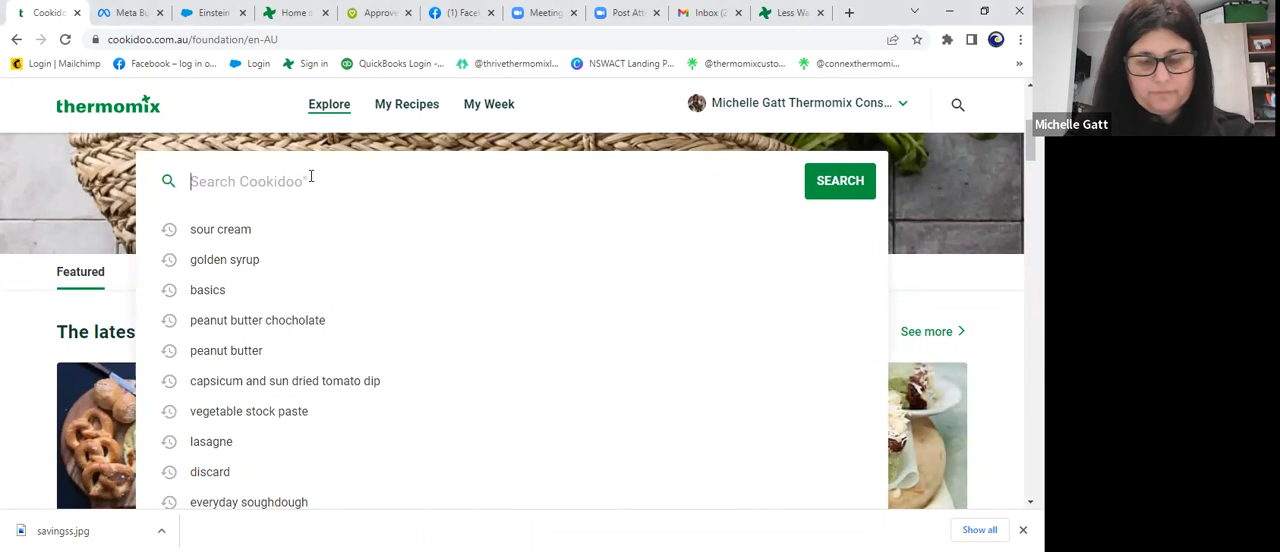 Cookidoo
Meta Bu
Einstein
Home »
Approve
(1) Face
Meeting
Post Att
Inbox (2
Less Wa
cookidoo.com.au/foundation/en-AU
Login | Mailchimp
Facebook – log in o...
Login
Sign in
QuickBooks Login -...
@thrivethermomixl...
NSWACT Landing P...
@thermomixcusto...
@connexthermomi...
»
thermomix
Explore
My Recipes
My Week
Michelle Gatt Thermomix Cons...
Michelle Gatt
Search Cookidoo®
SEARCH
sour cream
golden syrup
Featured
basics
peanut butter chocholate
The lates
See more
peanut butter
capsicum and sun dried tomato dip
vegetable stock paste
lasagne
discard
everyday soughdough
savingss.jpg
Show all